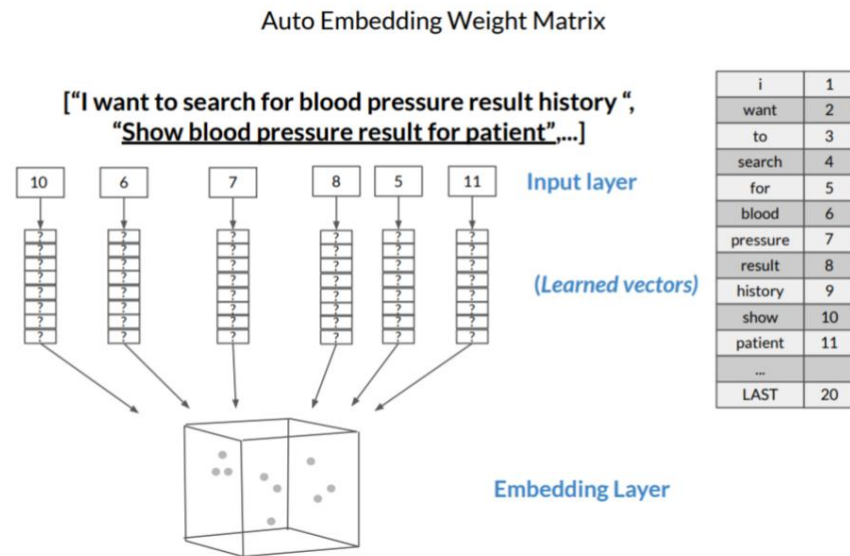 Auto Embedding Weight Matrix
[“I want to search for blood pressure result history “,
“Show blood pressure result for patient”,...]
10 6 7 8 5 11 Input layer
? ? ? ? ? ?
? ? ? ? ? ?
? ? ? ? ? ?
? ? ? ? ? ?
? ? ? ? ? ?
? ? ? ? ? ?
? ? ? ? ? ?
? ? ? ? ? ?
(Learned vectors)
Embedding Layer
i 1
want 2
to 3
search 4
for 5
blood 6
pressure 7
result 8
history 9
show 10
patient 11
...
LAST 20